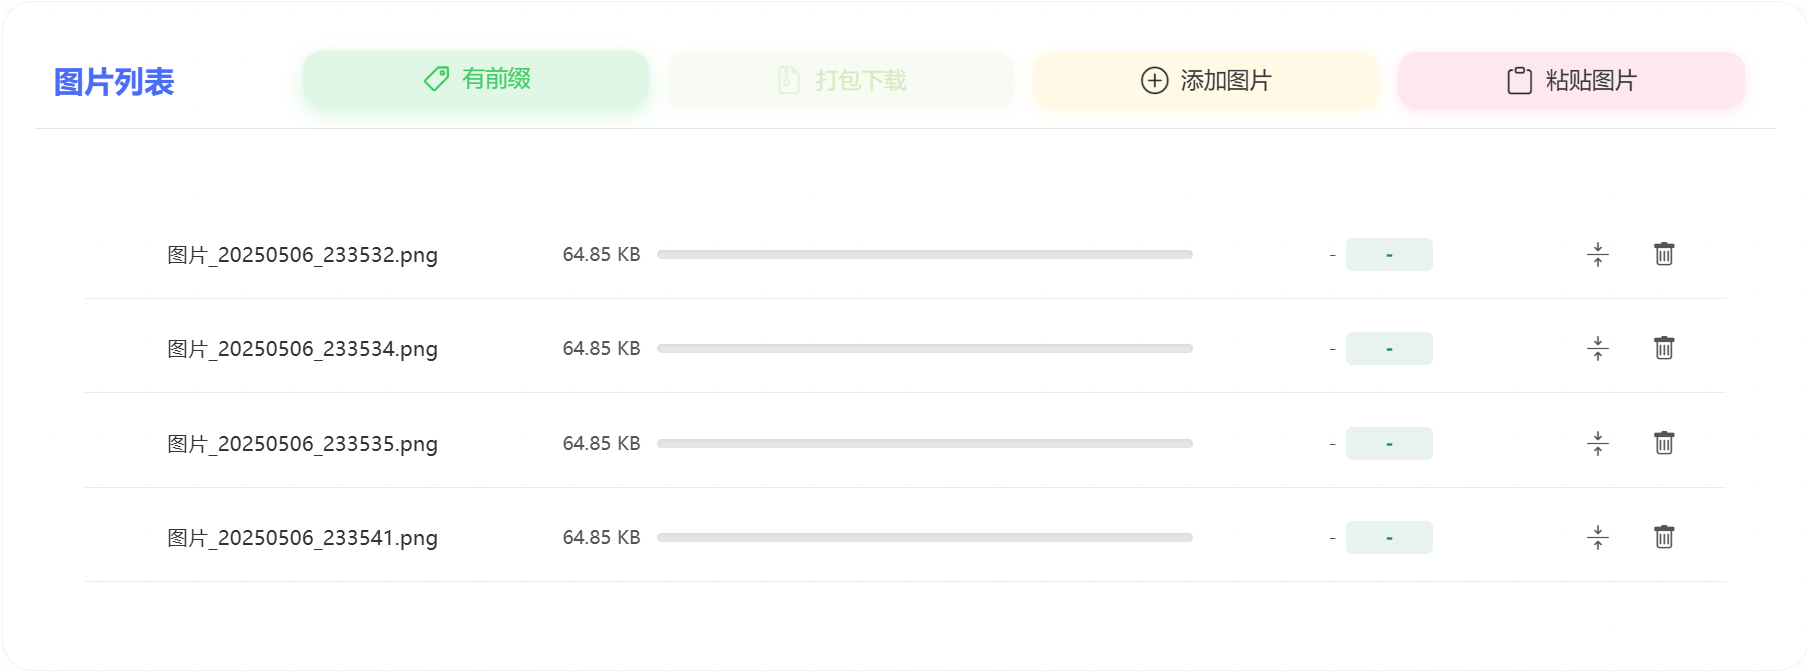 图片列表 有前缀 打包下载 添加图片 粘贴图片
图片_20250506_233532.png 64.85 KB - -
图片_20250506_233534.png 64.85 KB - -
图片_20250506_233535.png 64.85 KB - -
图片_20250506_233541.png 64.85 KB - -